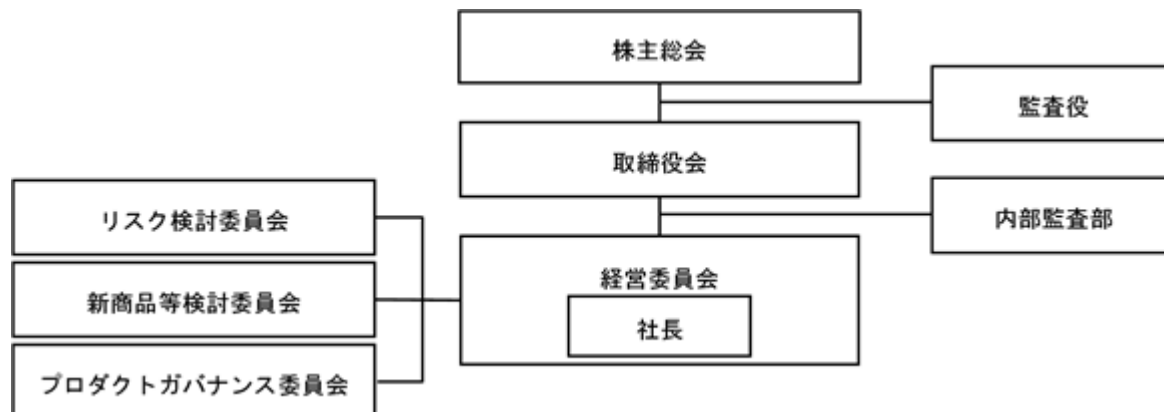 株主総会
監査役
取締役会
リスク検討委員会
内部監査部
経営委員会
新商品等検討委員会
社長
プロダクトガバナンス委員会